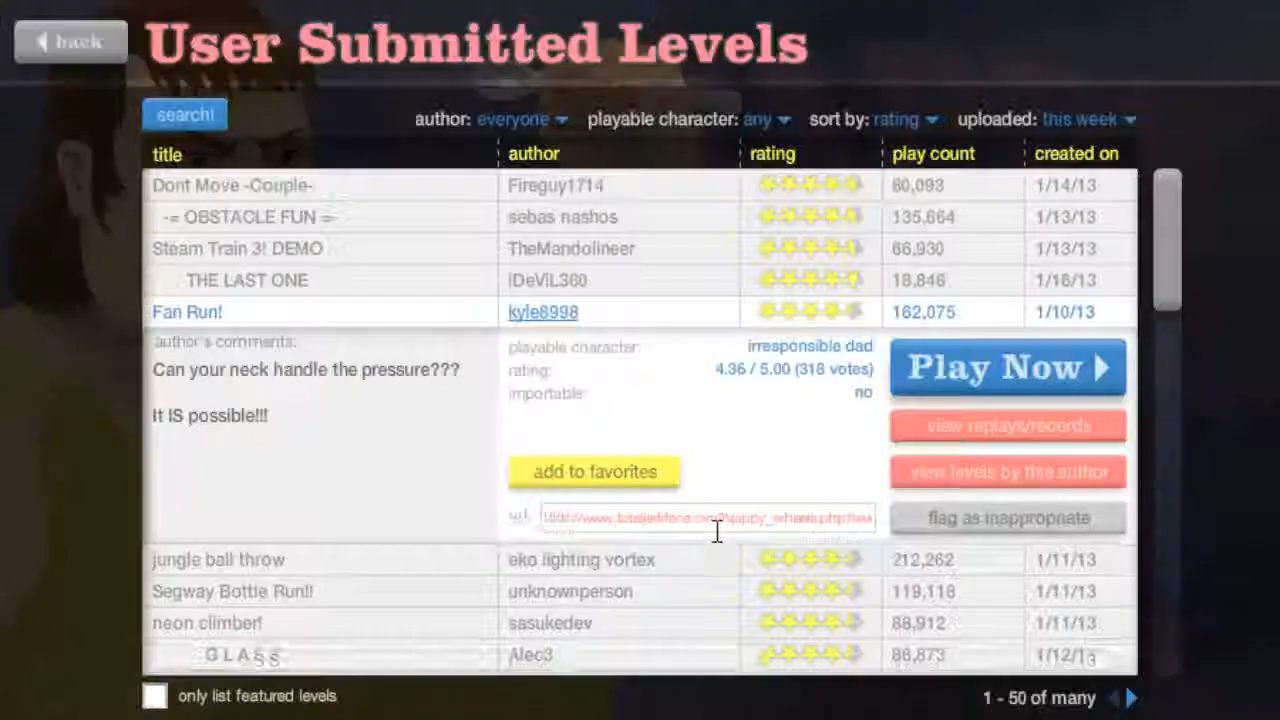 back
User Submitted Levels
search!
author: everyone playable character: any sort by: rating uploaded: this week
title author rating play count created on
Dont Move -Couple- Fireguy1714 60,093 1/14/13
-= OBSTACLE FUN =- sebas nashos 135,664 1/13/13
Steam Train 3! DEMO TheMandolineer 66,930 1/13/13
THE LAST ONE iDeViL360 18,846 1/16/13
Fan Run! kyle8998 162,075 1/10/13
author's comments:
Can your neck handle the pressure???
It IS possible!!!
playable character: irresponsible dad
rating: 4.36 / 5.00 (318 votes)
importable: no
Play Now
view replays/records
add to favorites
view levels by this author
url:
flag as inappropriate
jungle ball throw eko lighting vortex 212,262 1/11/13
Segway Bottle Run!! unknownperson 119,116 1/11/13
neon climber! sasukedev 88,912 1/11/13
G L A S S Alec3 86,873 1/12/13
only list featured levels
1 - 50 of many